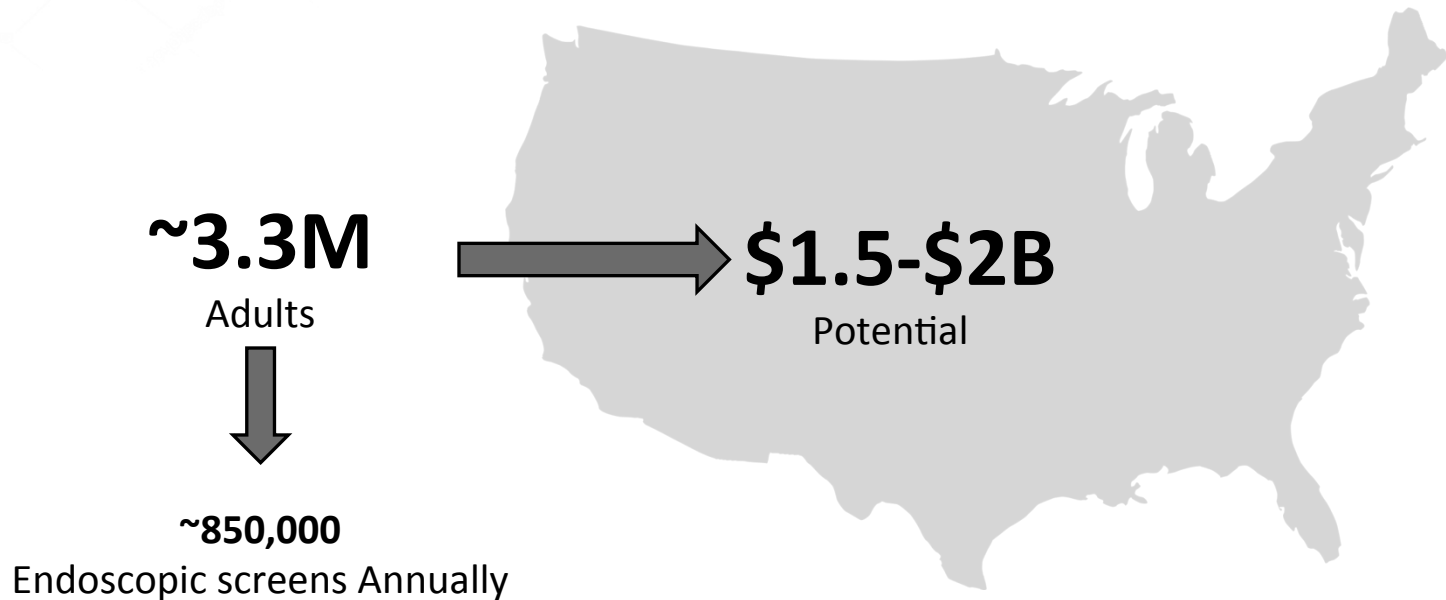 ~3.3M
Adults
$1.5-$2B
Potential
~850,000
Endoscopic screens Annually